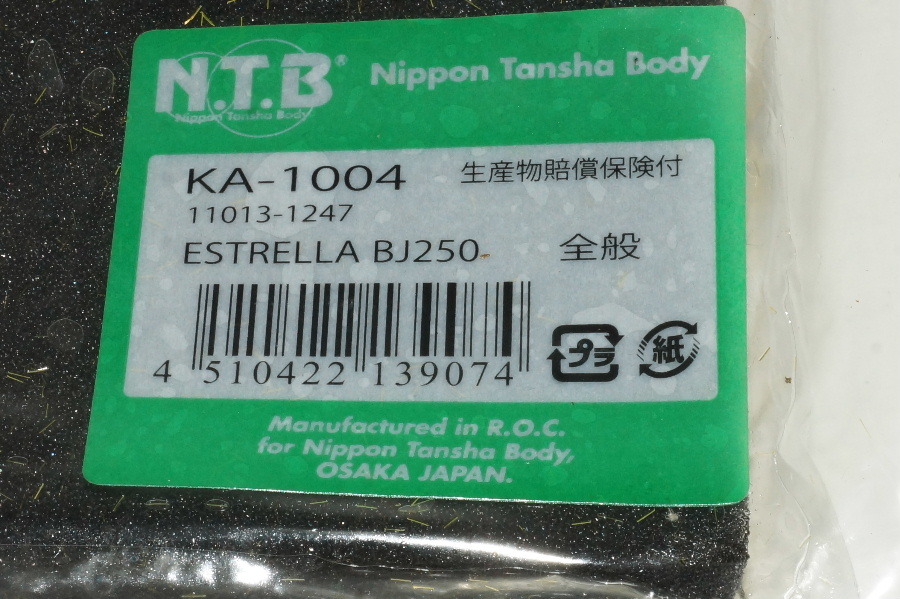 N.T.B®
Nippon Tansha Body
Nippon Tansha Body
KA-1004 生産物賠償保険付
11013-1247
ESTRELLA BJ250 全般
4 510422 139074
プラ
紙
Manufactured in R.O.C.
for Nippon Tansha Body,
OSAKA JAPAN.